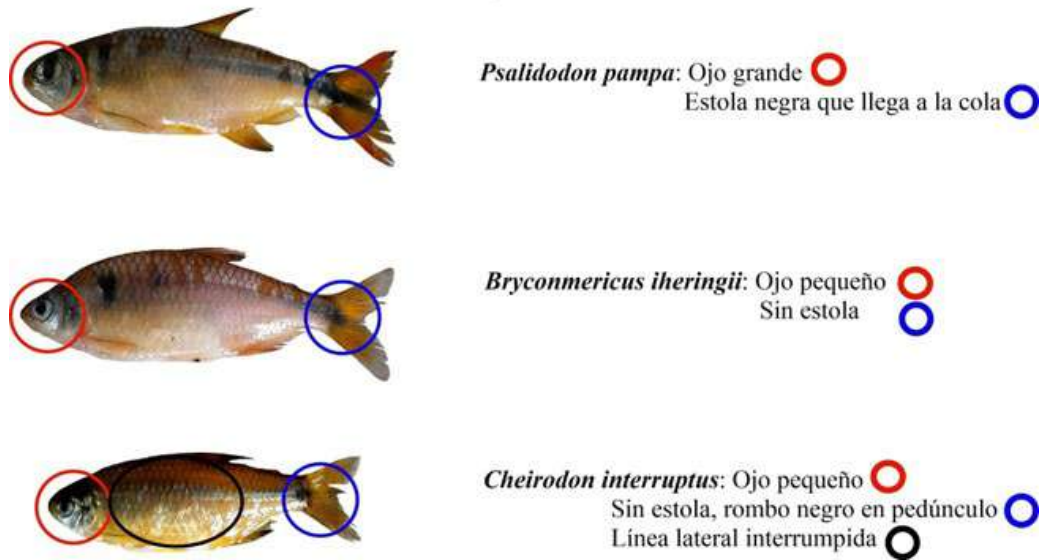 Psalidodon pampa: Ojo grande
Estola negra que llega a la cola
Bryconmericus iheringii: Ojo pequeño
Sin estola
Cheirodon interruptus: Ojo pequeño
Sin estola, rombo negro en pedúnculo
Línea lateral interrumpida